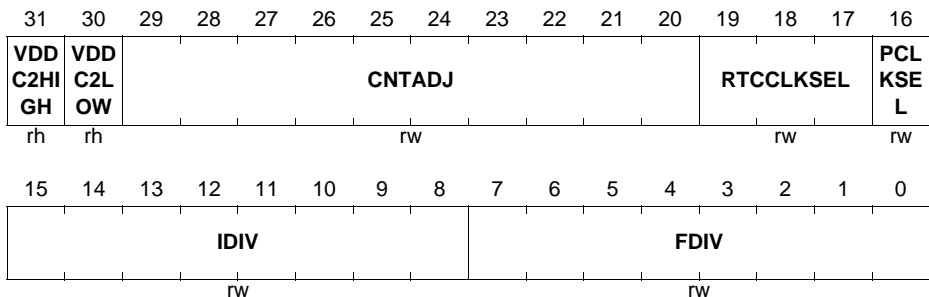 31 30 29 28 27 26 25 24 23 22 21 20 19 18 17 16
VDD VDD CNTADJ RTCCLKSEL PCL
C2HI C2L KSE
GH OW L
rh rh rw rw rw
15 14 13 12 11 10 9 8 7 6 5 4 3 2 1 0
IDIV FDIV
rw rw